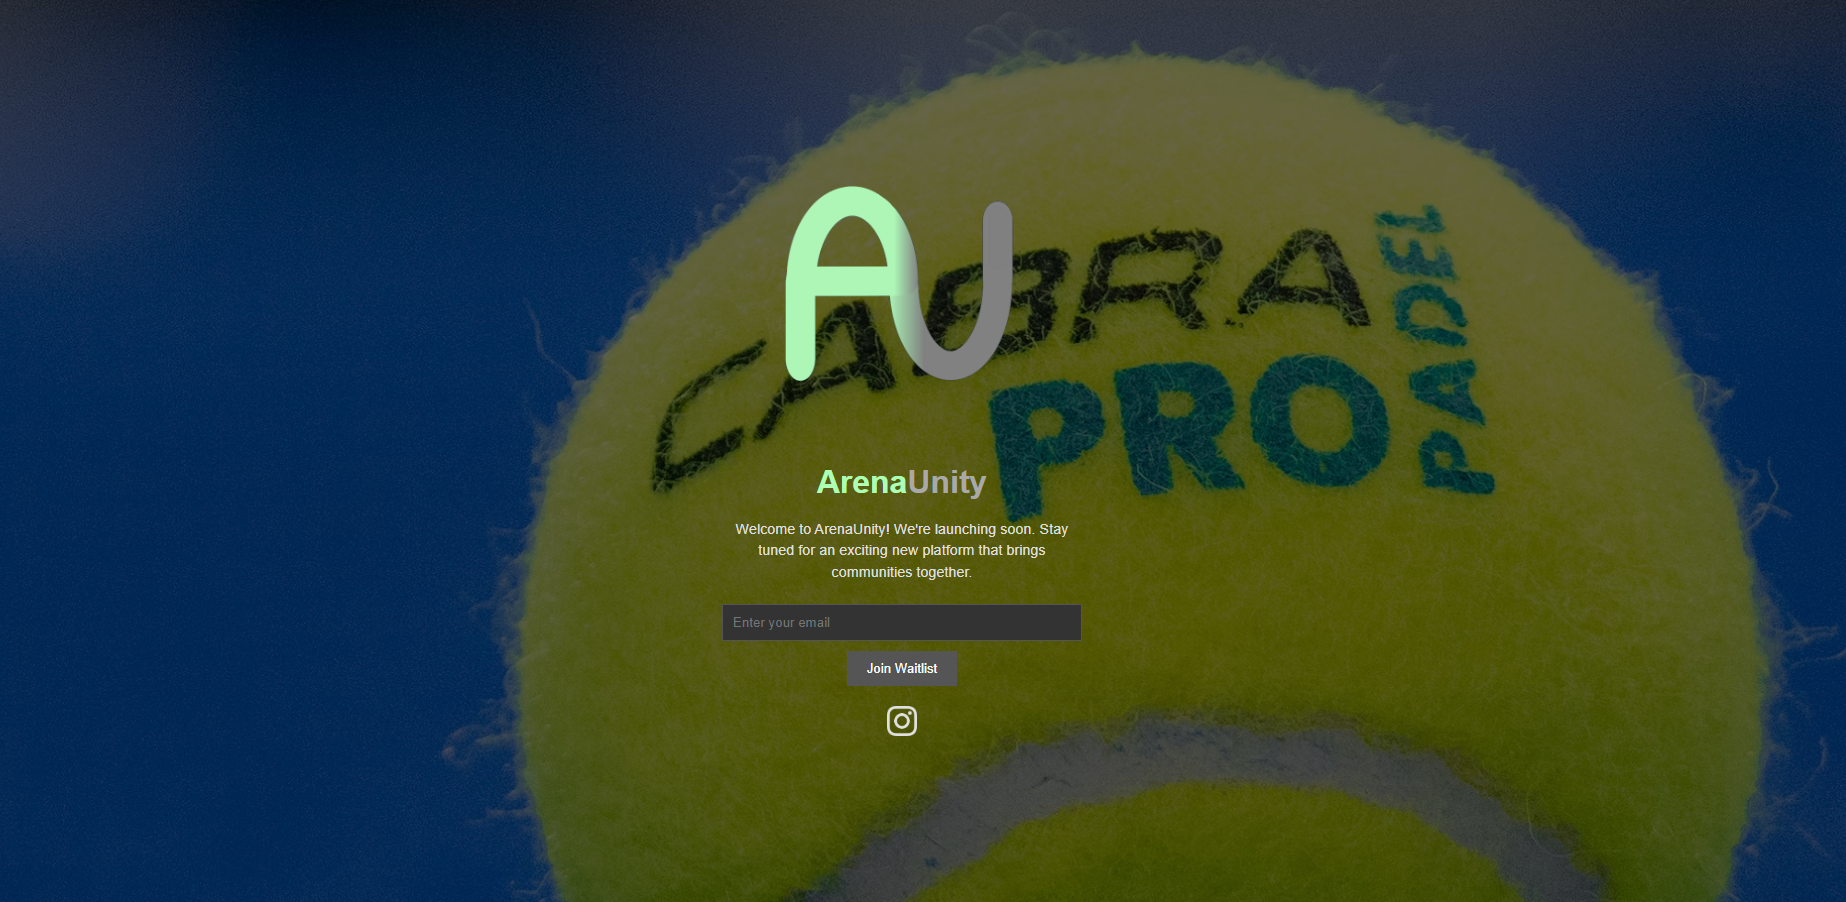 AU
CABRA
PRO
PADEL
ArenaUnity
Welcome to ArenaUnity! We're launching soon. Stay
tuned for an exciting new platform that brings
communities together.
Enter your email
Join Waitlist